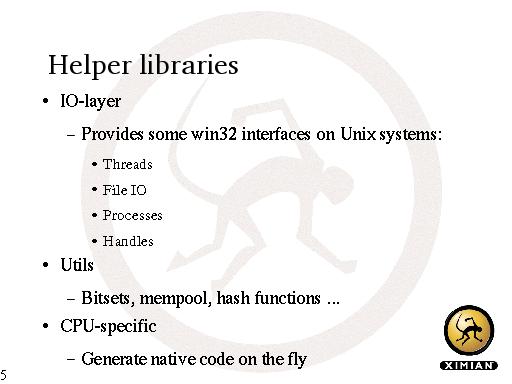 Helper libraries
• IO-layer
– Provides some win32 interfaces on Unix systems:
• Threads
• File IO
• Processes
• Handles
• Utils
– Bitsets, mempool, hash functions ...
• CPU-specific
– Generate native code on the fly
XIMIAN
5